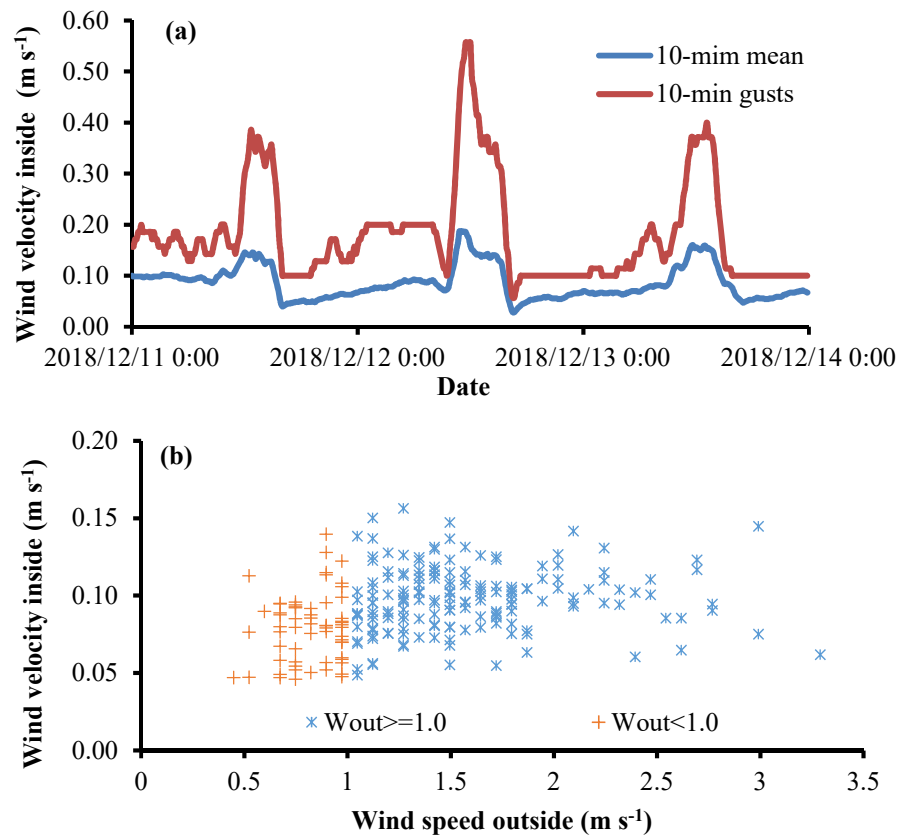 (a)
Wind velocity inside (m s⁻¹)
0.60
0.50
0.40
0.30
0.20
0.10
0.00
10-mim mean
10-min gusts
2018/12/11 0:00 2018/12/12 0:00 2018/12/13 0:00 2018/12/14 0:00
Date
(b)
Wind velocity inside (m s⁻¹)
0.20
0.15
0.10
0.05
0.00
Wout>=1.0 Wout<1.0
0 0.5 1 1.5 2 2.5 3 3.5
Wind speed outside (m s⁻¹)